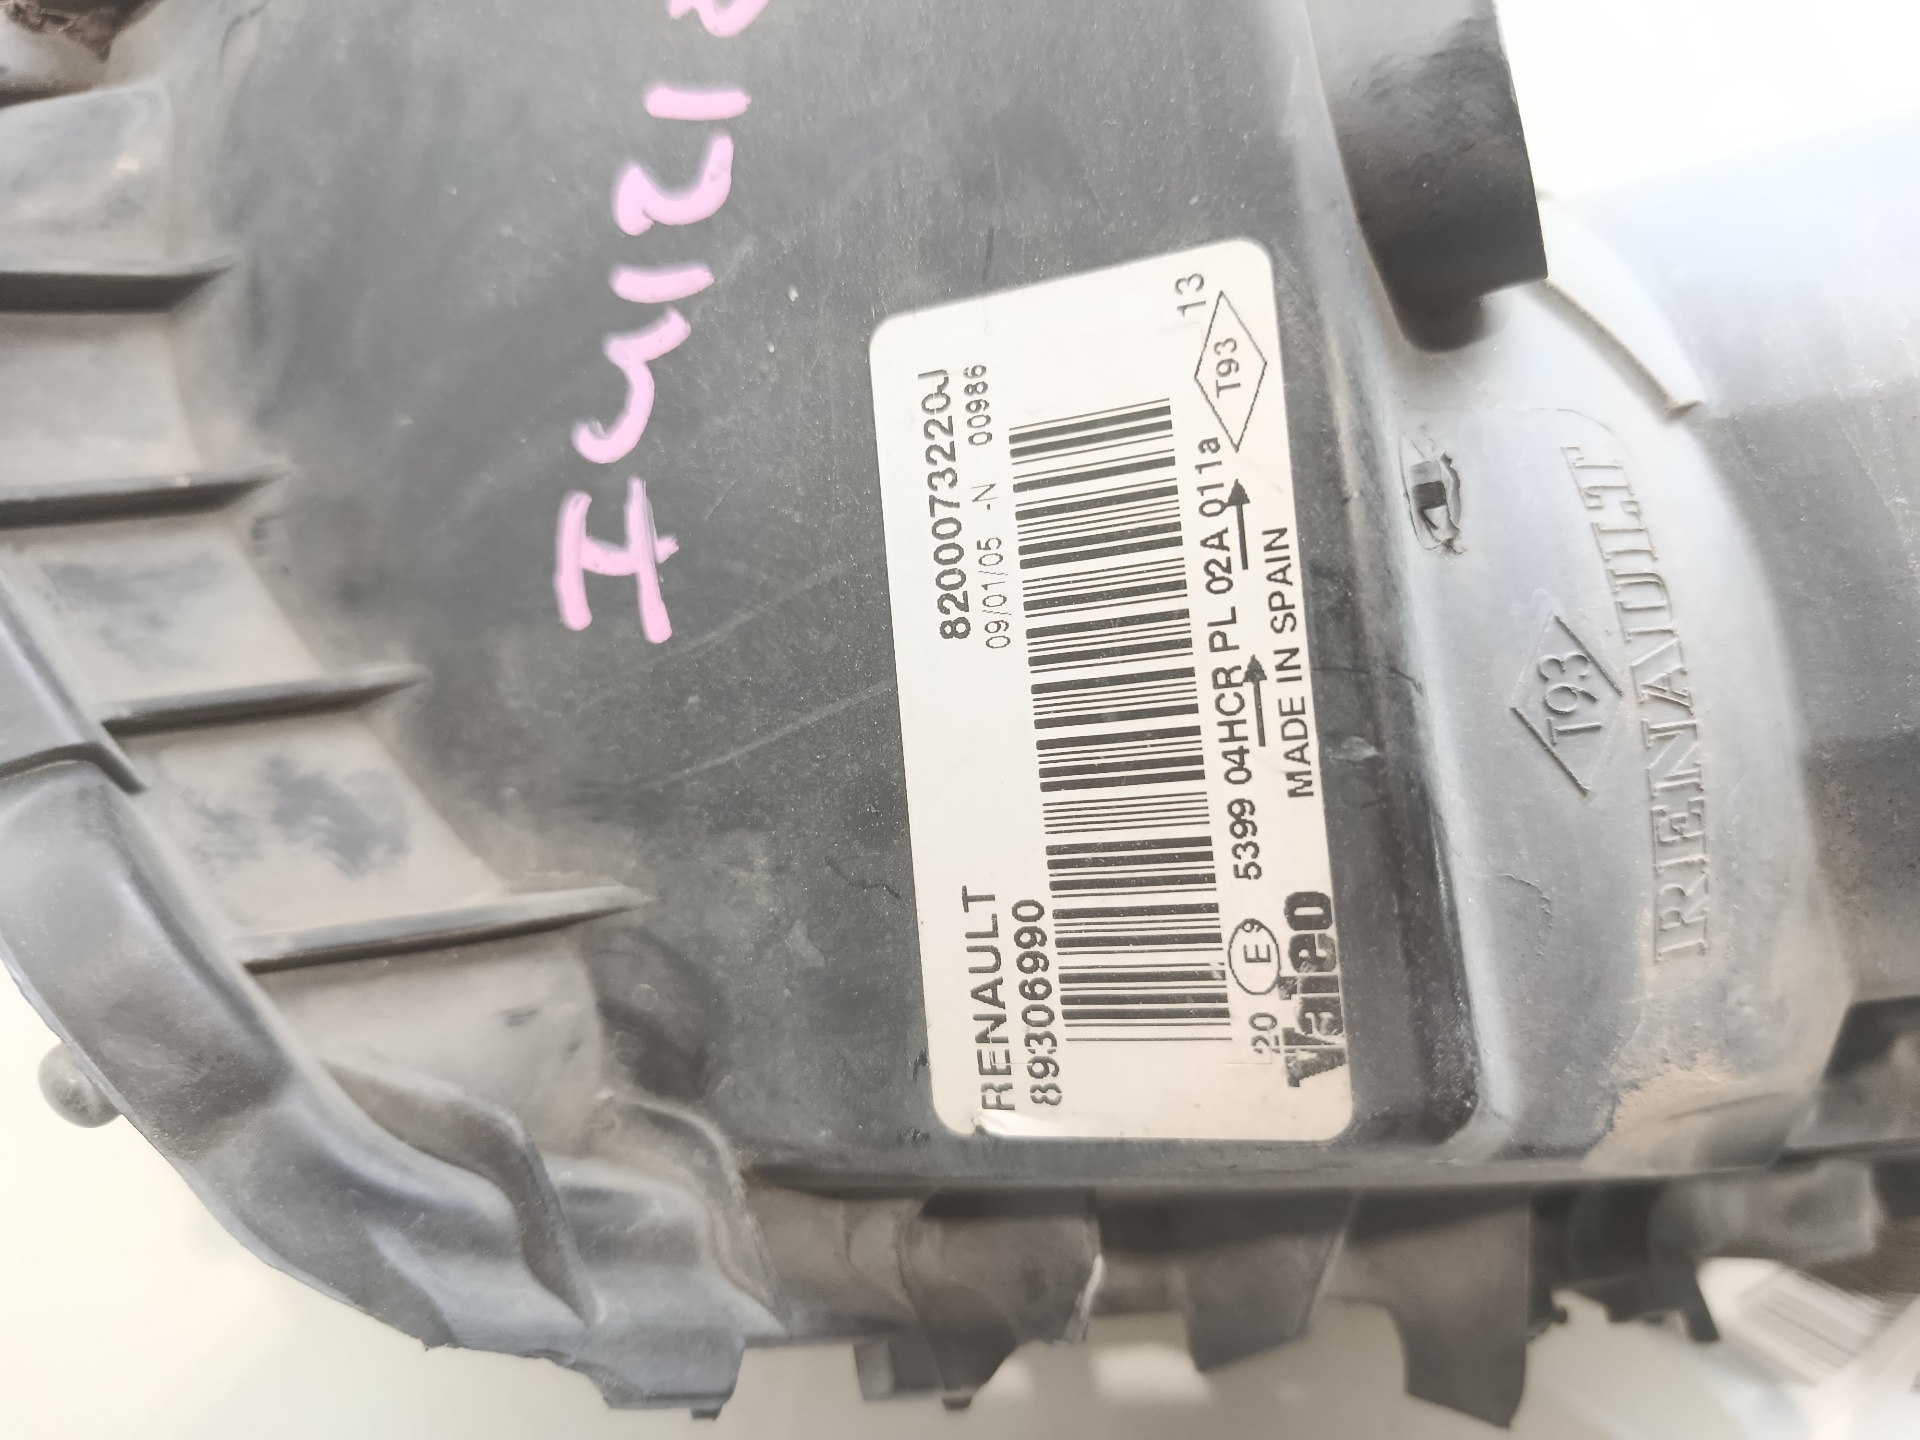 RENAULT 8200073220J
89306990 09/01/05 -N 00986
20 E9 5399 04HCR PL 02A 011a T93 13
Valeo MADE IN SPAIN
T93
RENAULT